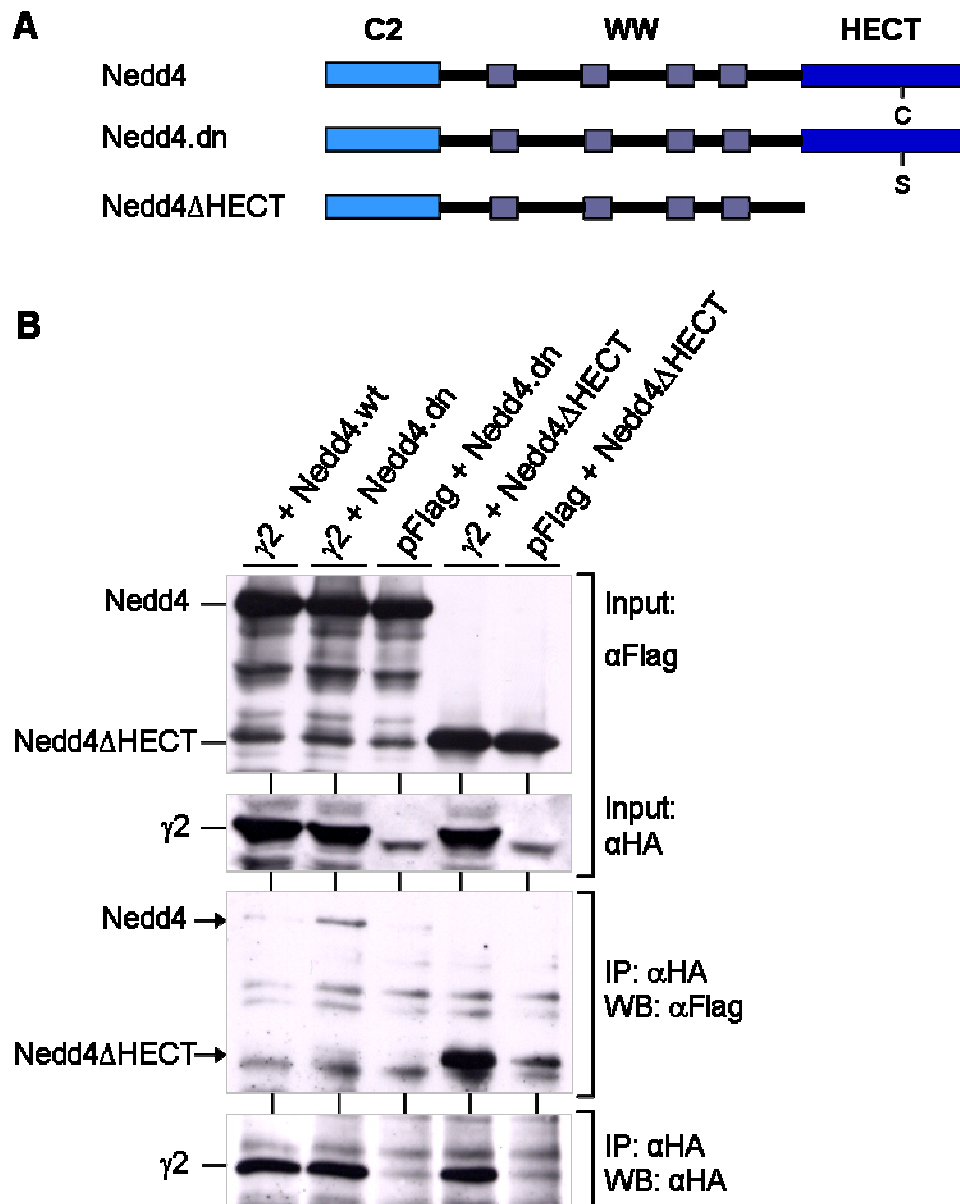 A
C2 WW HECT
Nedd4
C
Nedd4.dn
S
Nedd4ΔHECT
B
γ2 + Nedd4.wt
γ2 + Nedd4.dn
pFlag + Nedd4.dn
γ2 + Nedd4ΔHECT
pFlag + Nedd4ΔHECT
Nedd4
Input:
αFlag
Nedd4ΔHECT
γ2
Input:
αHA
Nedd4
IP: αHA
WB: αFlag
Nedd4ΔHECT
γ2
IP: αHA
WB: αHA